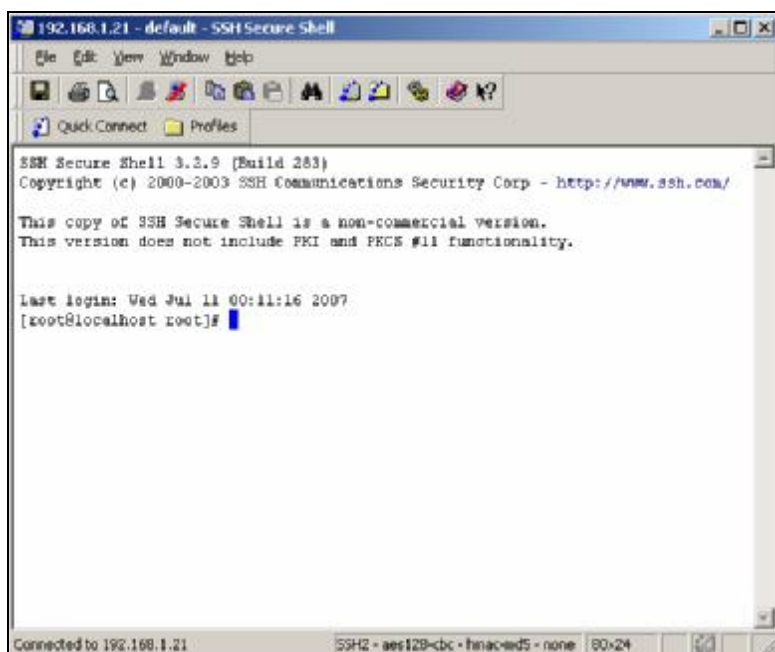 192.168.1.21 - default - SSH Secure Shell
File Edit View Window Help
Quick Connect Profiles
SSH Secure Shell 3.2.9 (Build 283)
Copyright (c) 2000-2003 SSH Communications Security Corp - http://www.ssh.com/
This copy of SSH Secure Shell is a non-commercial version.
This version does not include PKI and PKCS #11 functionality.
Last login: Wed Jul 11 00:11:16 2007
[root@localhost root]#
Connected to 192.168.1.21 SSH2 - aes128-cbc - hmac-md5 - none 80x24